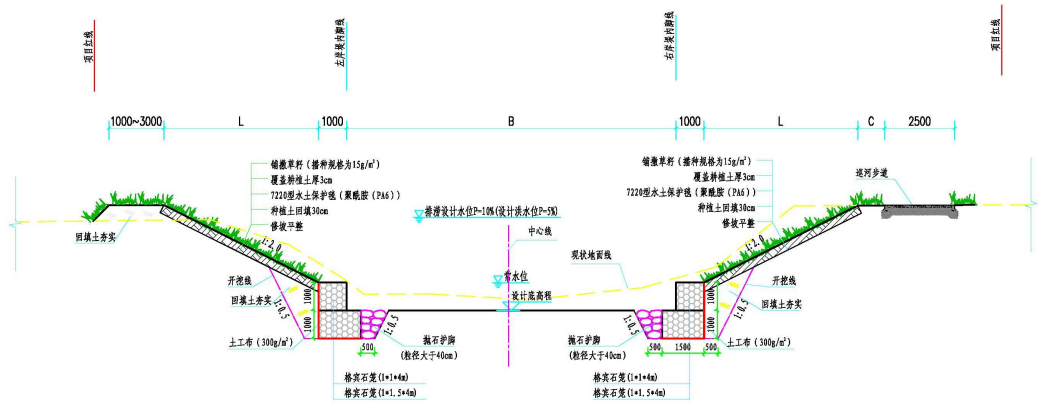 项目红线
左岸堤内脚线
右岸堤内脚线
项目红线
1000~3000
L
1000
B
1000
L
C
2500
铺撒草籽（播种规格为15g/m²）
覆盖耕植土厚3cm
7220型水土保护毯（聚酰胺（PA6））
种植土回填30cm
修坡平整
铺撒草籽（播种规格为15g/m²）
覆盖耕植土厚3cm
7220型水土保护毯（聚酰胺（PA6））
种植土回填30cm
修坡平整
巡河步道
排涝设计水位P=10%(设计洪水位P=5%)
中心线
回填土夯实
1:2.0
1:2.0
现状地面线
常水位
设计底高程
开挖线
回填土夯实
1:0.5
土工布（300g/m²）
1000
1000
1:0.5
抛石护脚
(粒径大于40cm)
500
格宾石笼(1*1*4m)
格宾石笼(1*1.5*4m)
1:0.5
抛石护脚
(粒径大于40cm)
500
1500
500
1000
1000
1:0.5
开挖线
回填土夯实
土工布（300g/m²）
格宾石笼(1*1*4m)
格宾石笼(1*1.5*4m)